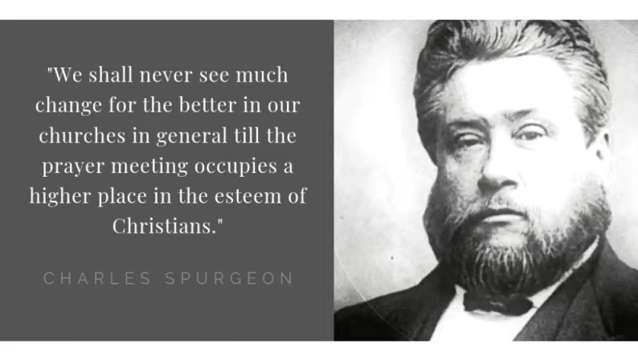 "We shall never see much
change for the better in our
churches in general till the
prayer meeting occupies a
higher place in the esteem of
Christians."
CHARLES SPURGEON